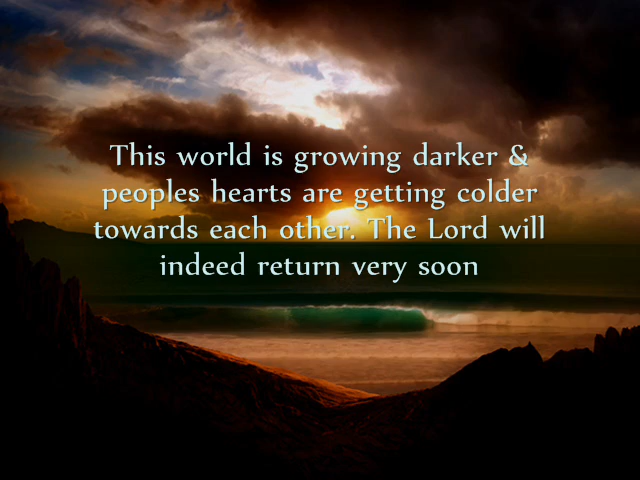 This world is growing darker &
peoples hearts are getting colder
towards each other. The Lord will
indeed return very soon